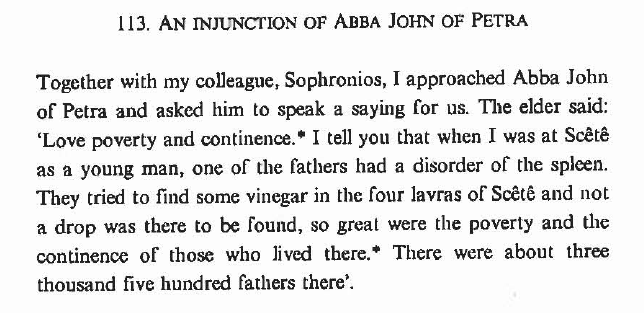 113. AN INJUNCTION OF ABBA JOHN OF PETRA
Together with my colleague, Sophronios, I approached Abba John
of Petra and asked him to speak a saying for us. The elder said:
‘Love poverty and continence.* I tell you that when I was at Scêtê
as a young man, one of the fathers had a disorder of the spleen.
They tried to find some vinegar in the four lavras of Scêtê and not
a drop was there to be found, so great were the poverty and the
continence of those who lived there.* There were about three
thousand five hundred fathers there’.